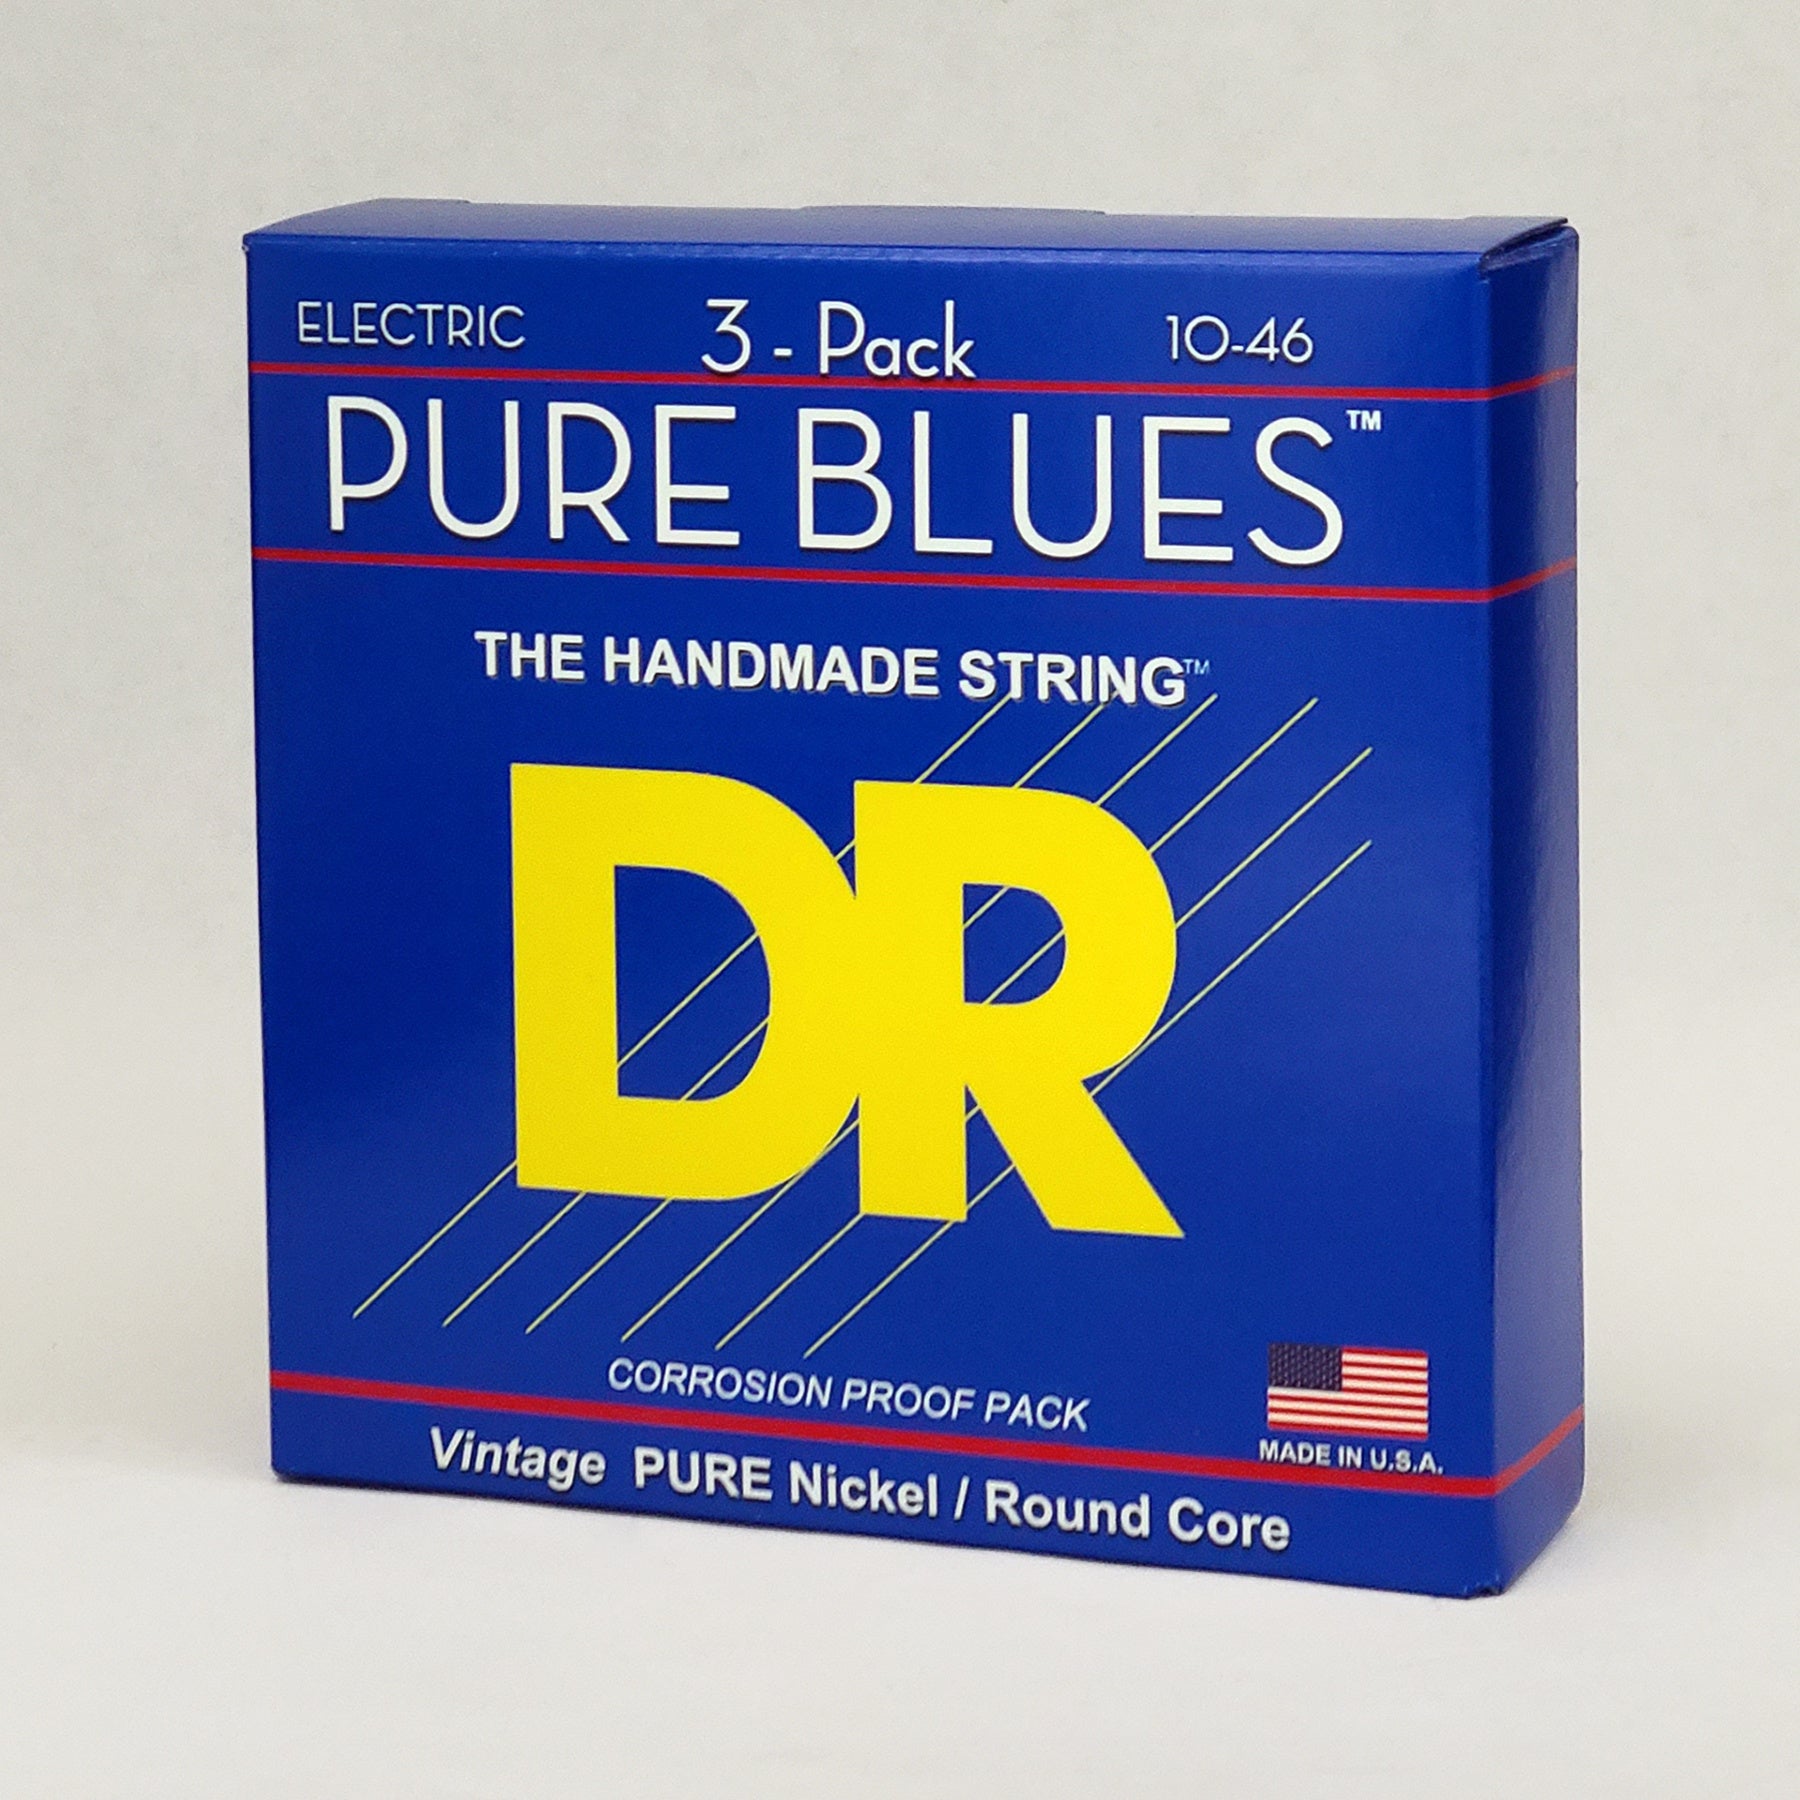 ELECTRIC 3 - Pack 10-46
PURE BLUES™
THE HANDMADE STRING™
DR
CORROSION PROOF PACK
MADE IN U.S.A.
Vintage PURE Nickel / Round Core